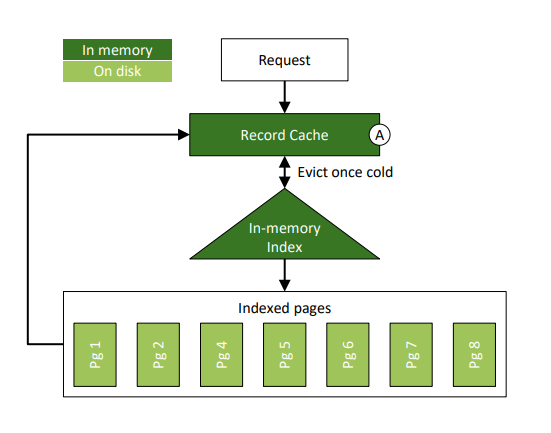 In memory
On disk
Request
Record Cache
A
Evict once cold
In-memory
Index
Indexed pages
Pg 1
Pg 2
Pg 4
Pg 5
Pg 6
Pg 7
Pg 8